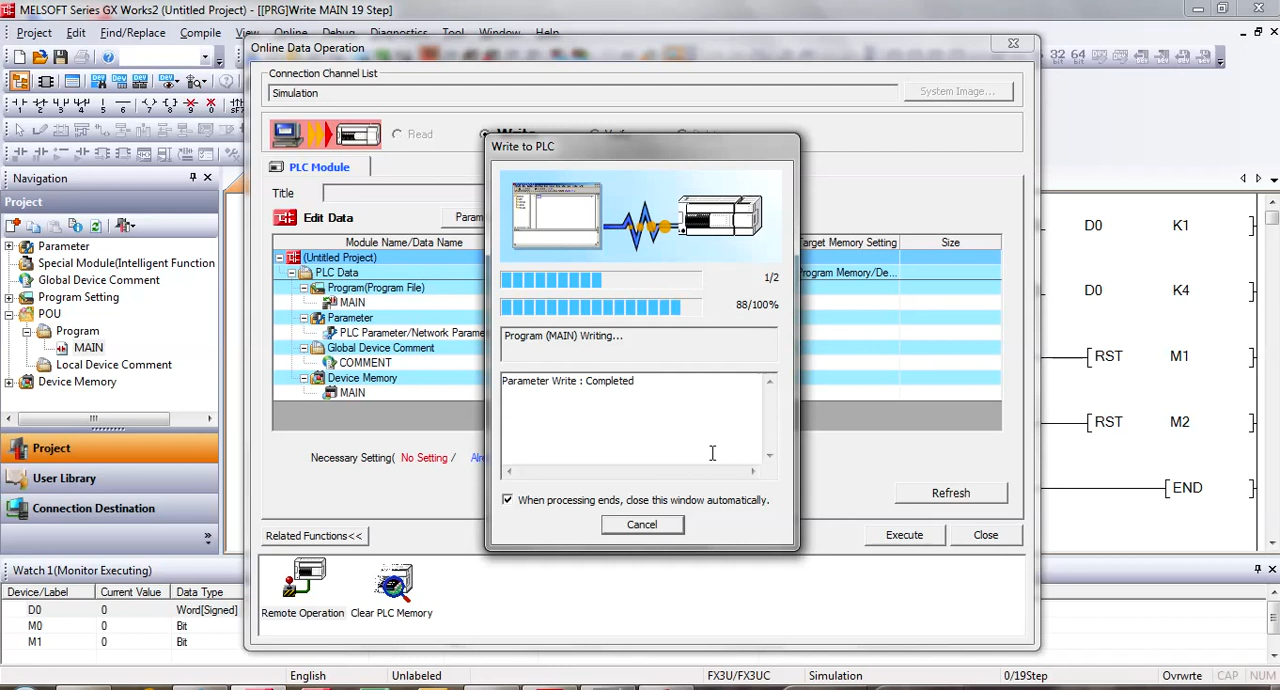 MELSOFT Series GX Works2 (Untitled Project) - [[PRG]Write MAIN 19 Step]
Project Edit Find/Replace Compile View Online Debug Diagnostics Tool Window Help
Online Data Operation
Connection Channel List
Simulation
System Image...
32 64
Read
Write
PLC Module
Title
Edit Data
Module Name/Data Name
Target Memory Setting
Size
(Untitled Project)
PLC Data
Program Memory/De...
Program(Program File)
MAIN
Parameter
PLC Parameter/Network Parame
Global Device Comment
COMMENT
Device Memory
MAIN
Necessary Setting( No Setting /
Refresh
Related Functions<<
Execute
Close
Remote Operation
Clear PLC Memory
Write to PLC
1/2
88/100%
Program (MAIN) Writing...
Parameter Write : Completed
When processing ends, close this window automatically.
Cancel
Navigation
Project
Parameter
Special Module(Intelligent Function
Global Device Comment
Program Setting
POU
Program
MAIN
Local Device Comment
Device Memory
Project
User Library
Connection Destination
D0 K1
D0 K4
RST M1
RST M2
END
Watch 1(Monitor Executing)
Device/Label Current Value Data Type
D0 0 Word[Signed]
M0 0 Bit
M1 0 Bit
English Unlabeled FX3U/FX3UC Simulation 0/19Step Ovrwrte CAP NUM